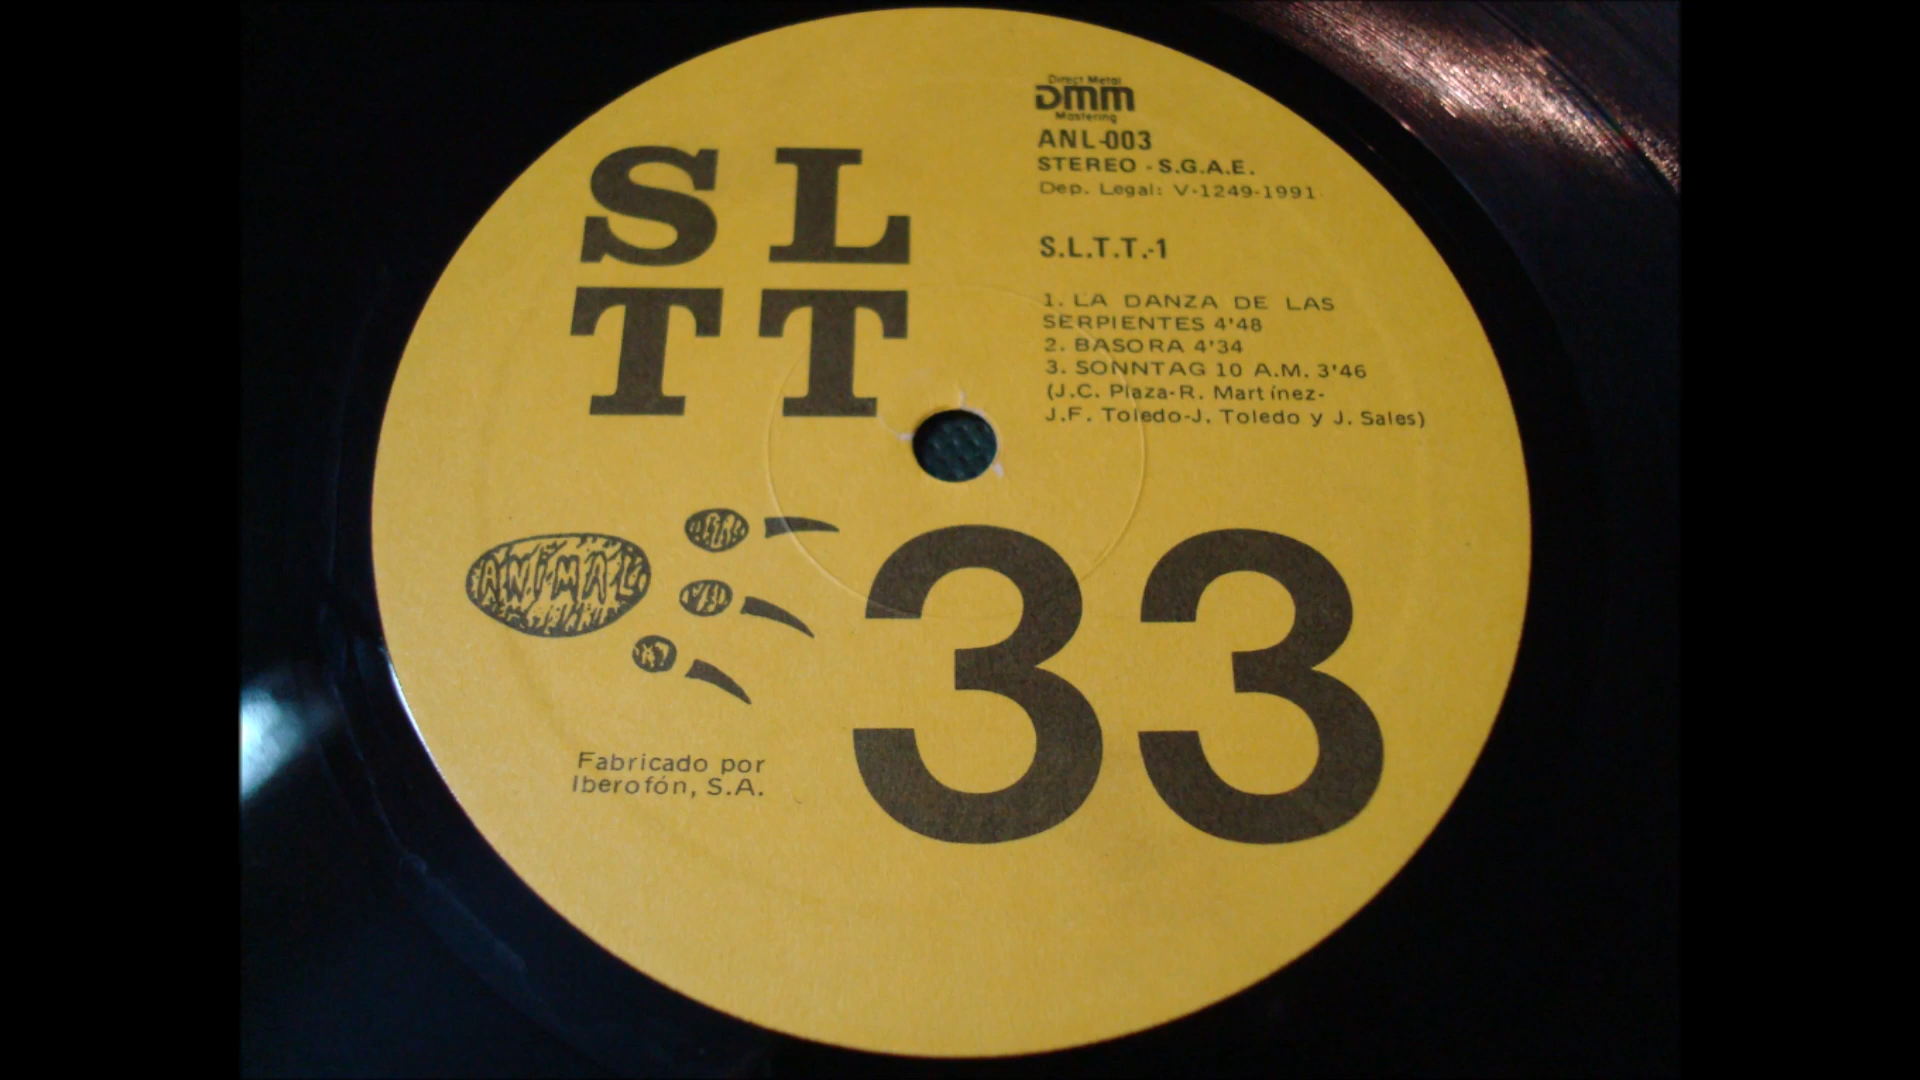 Direct Metal
DMM
Mastering
ANL-003
STEREO - S.G.A.E.
Dep. Legal: V-1249-1991
S L
T T
S.L.T.T.-1
1. LA DANZA DE LAS
SERPIENTES 4'48
2. BASORA 4'34
3. SONNTAG 10 A.M. 3'46
(J.C. Plaza-R. Martínez-
J.F. Toledo-J. Toledo y J. Sales)
ANIMAL
33
Fabricado por
Iberofón, S.A.